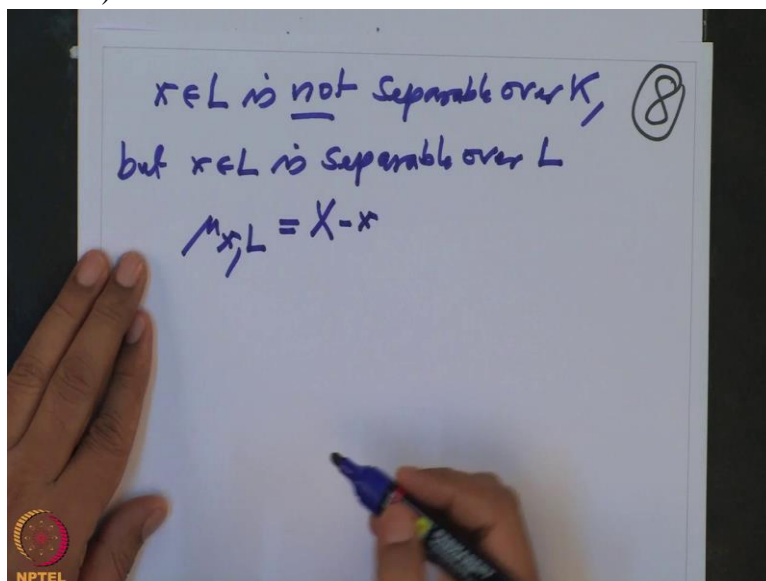 x ∈ L is not separable over K,
8
but x ∈ L is separable over L
μx,L = X - x
NPTEL